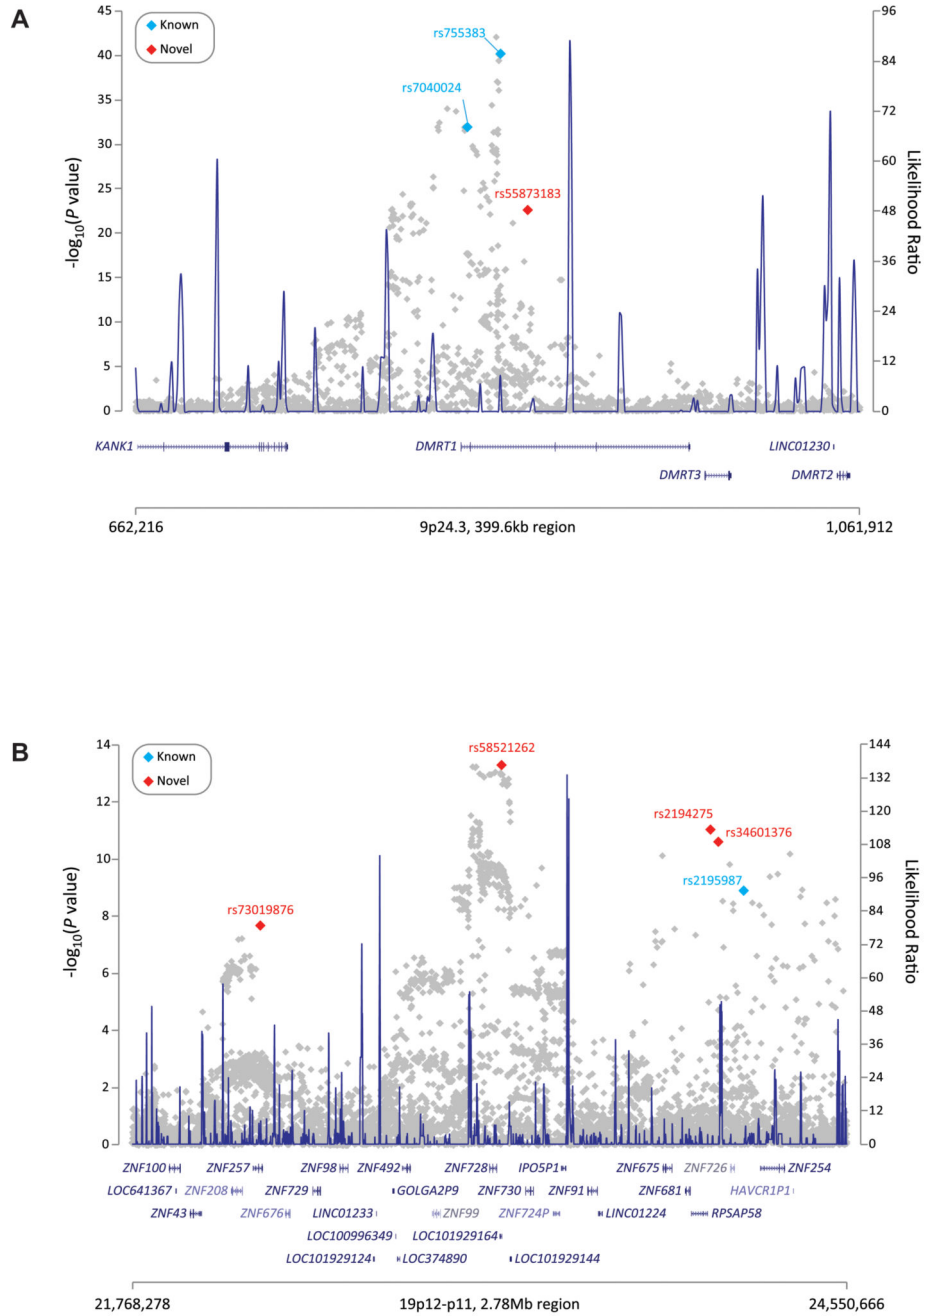 A
Known
Novel
45
40
35
30
25
20
15
10
5
0
-log10(P value)
96
84
72
60
48
36
24
12
0
Likelihood Ratio
rs755383
rs7040024
rs55873183
KANK1
DMRT1
LINC01230
DMRT3
DMRT2
662,216
9p24.3, 399.6kb region
1,061,912
B
Known
Novel
14
12
10
8
6
4
2
0
-log10(P value)
144
132
120
108
96
84
72
60
48
36
24
12
0
Likelihood Ratio
rs58521262
rs2194275
rs34601376
rs2195987
rs73019876
ZNF100 ZNF257 ZNF98 ZNF492 ZNF728 IPO5P1 ZNF675 ZNF726 ZNF254
LOC641367 ZNF208 ZNF729 GOLGA2P9 ZNF730 ZNF91 ZNF681 HAVCR1P1
ZNF43 ZNF676 LINC01233 ZNF99 ZNF724P LINC01224 RPSAP58
LOC100996349 LOC101929164
LOC101929124 LOC374890 LOC101929144
21,768,278
19p12-p11, 2.78Mb region
24,550,666